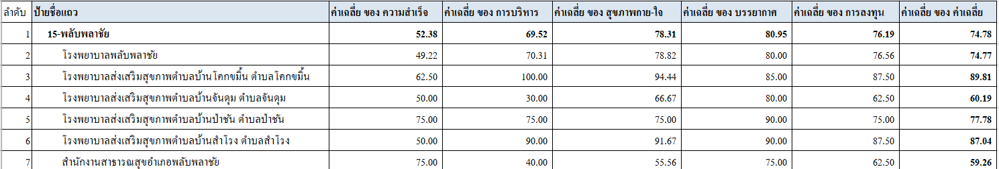 ลำดับ ป้ายชื่อแถว ค่าเฉลี่ย ของ ความสำเร็จ ค่าเฉลี่ย ของ การบริหาร ค่าเฉลี่ย ของ สุขภาพกาย-ใจ ค่าเฉลี่ย ของ บรรยากาศ ค่าเฉลี่ย ของ การลงทุน ค่าเฉลี่ย ของ ค่าเฉลี่ย
1 15-พลับพลาชัย 52.38 69.52 78.31 80.95 76.19 74.78
2 โรงพยาบาลพลับพลาชัย 49.22 70.31 78.82 80.00 76.56 74.77
3 โรงพยาบาลส่งเสริมสุขภาพตำบลบ้านโคกขมิ้น ตำบลโคกขมิ้น 62.50 100.00 94.44 85.00 87.50 89.81
4 โรงพยาบาลส่งเสริมสุขภาพตำบลบ้านจันดุม ตำบลจันดุม 50.00 30.00 66.67 80.00 62.50 60.19
5 โรงพยาบาลส่งเสริมสุขภาพตำบลบ้านป่าชัน ตำบลป่าชัน 75.00 75.00 75.00 90.00 75.00 77.78
6 โรงพยาบาลส่งเสริมสุขภาพตำบลบ้านสำโรง ตำบลสำโรง 50.00 90.00 91.67 90.00 87.50 87.04
7 สำนักงานสาธารณสุขอำเภอพลับพลาชัย 75.00 40.00 55.56 75.00 62.50 59.26